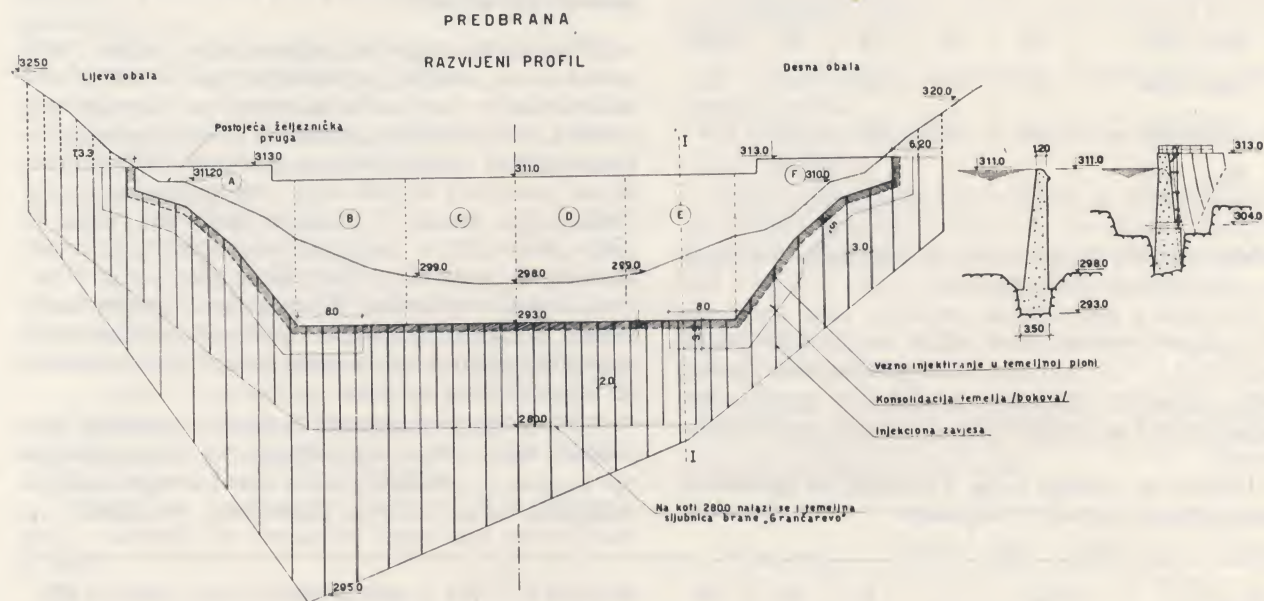 PREDBRANA
RAZVIJENI PROFIL
325.0
Lijeva obala
Desna obala
320.0
Postojeća željeznička
pruga
13.3
311.20
A
313.0
311.0
I
313.0
F
310.0
6.20
B
C
D
E
299.0
298.0
299.0
8.0
293.0
8.0
5
5
3.0
2.0
280.0
I
295.0
Vezno injektiranje u temeljnoj plohi
Konsolidacija temelja /bokova/
Injekciona zavjesa
Na koti 280.0 nalazi se i temeljna
sljubnica brane „Grančarevo"
311.0
1.20
298.0
293.0
3.50
311.0
313.0
304.0